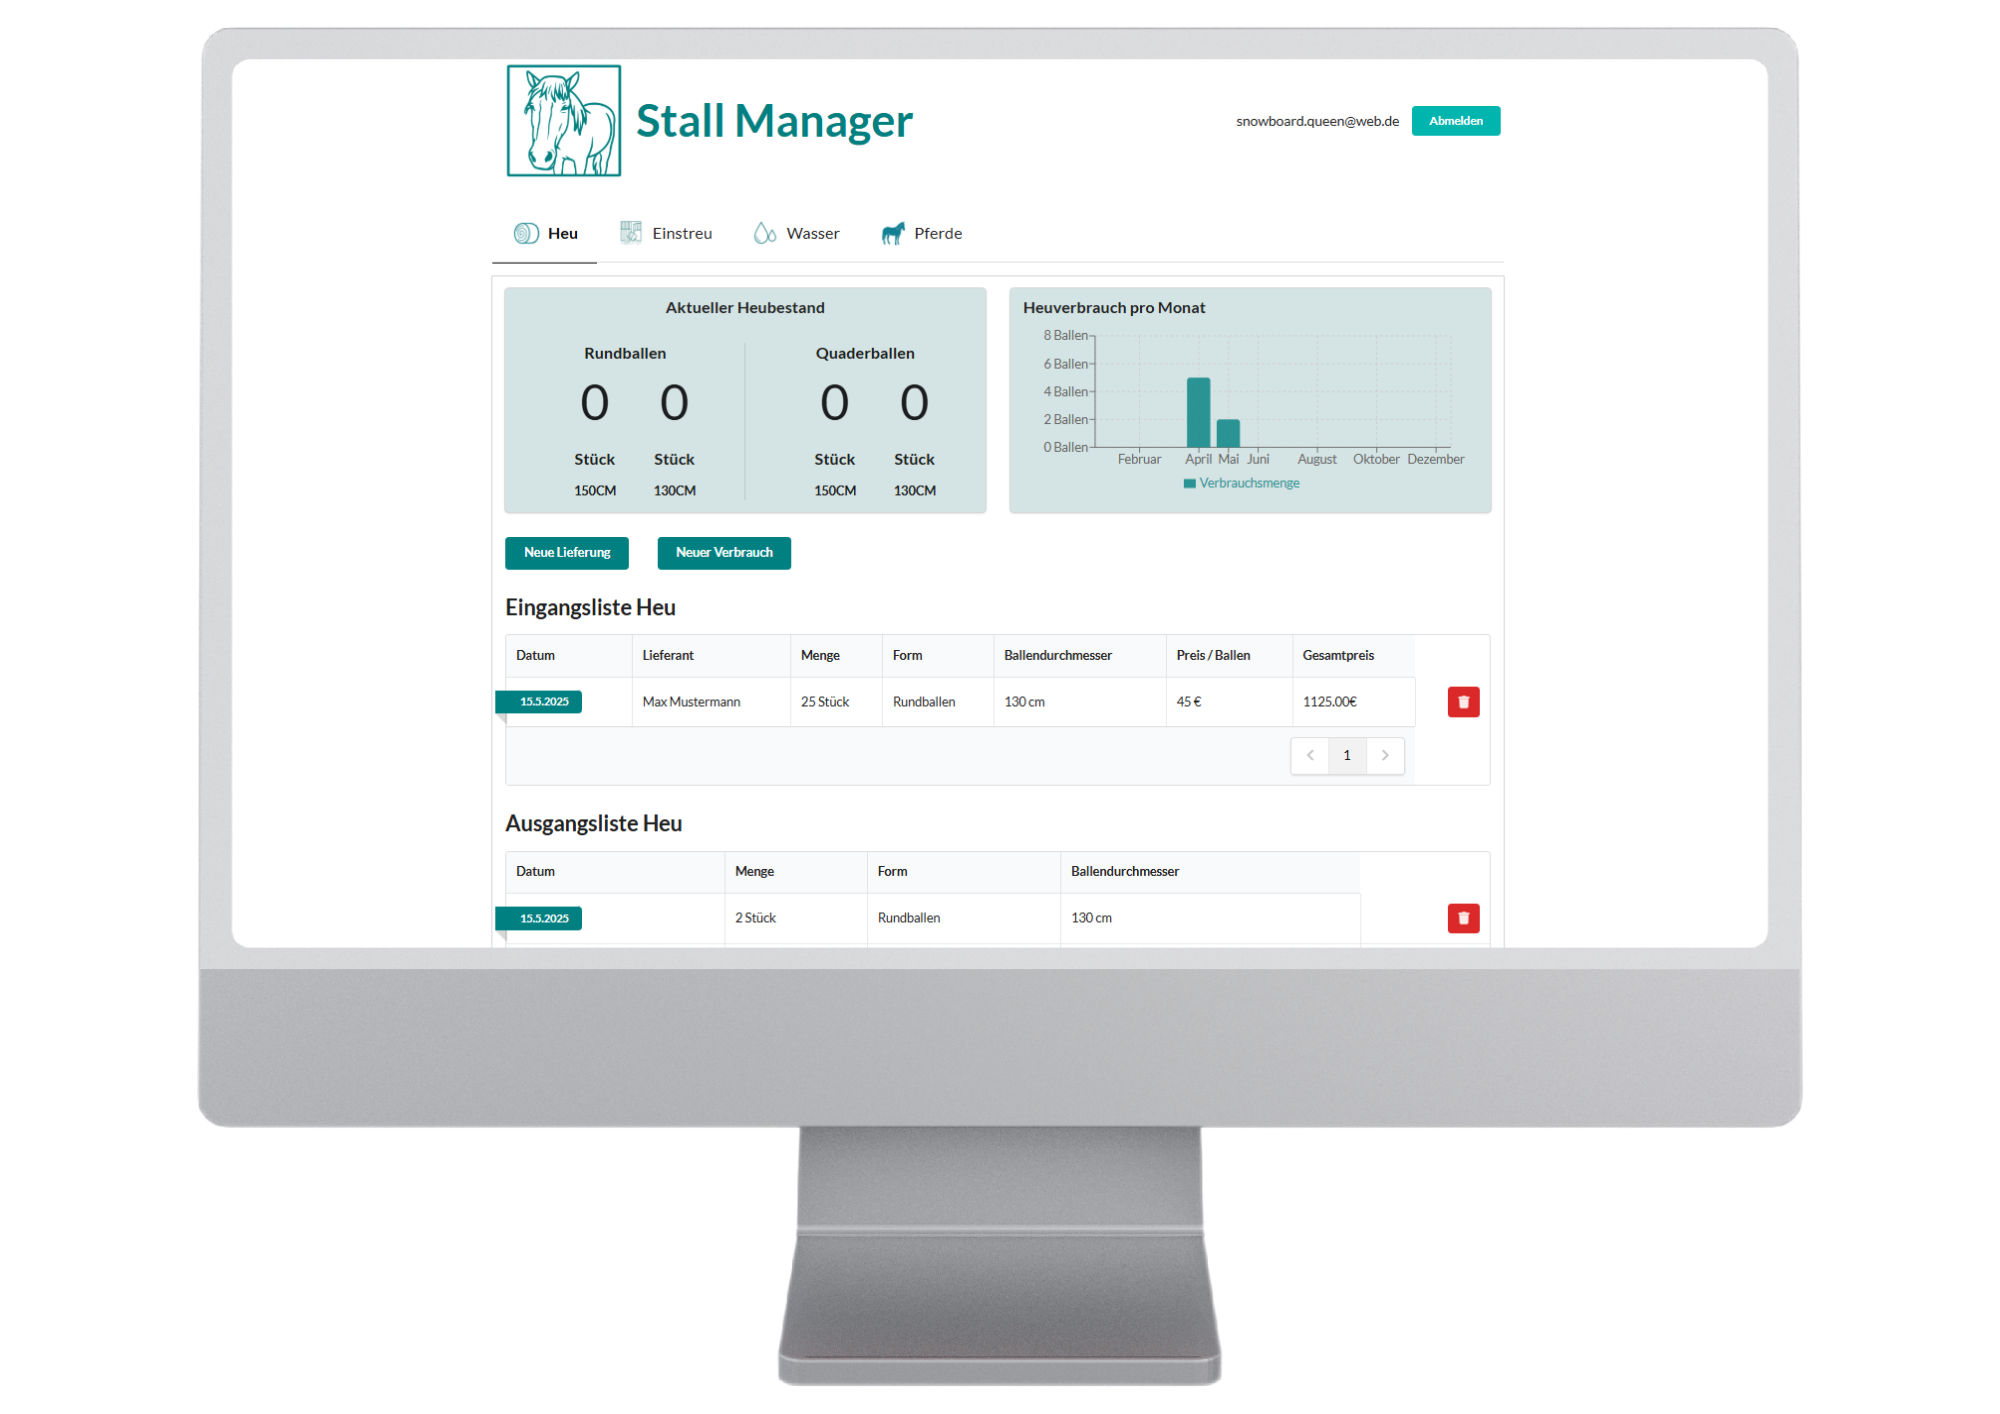 Stall Manager
snowboard.queen@web.de
Abmelden
Heu
Einstreu
Wasser
Pferde
Aktueller Heubestand
Rundballen
Quaderballen
0 0 0 0
Stück Stück Stück Stück
150CM 130CM 150CM 130CM
Heuverbrauch pro Monat
8 Ballen
6 Ballen
4 Ballen
2 Ballen
0 Ballen
Februar April Mai Juni August Oktober Dezember
Verbrauchsmenge
Neue Lieferung
Neuer Verbrauch
Eingangsliste Heu
Datum Lieferant Menge Form Ballendurchmesser Preis / Ballen Gesamtpreis
15.5.2025 Max Mustermann 25 Stück Rundballen 130 cm 45 € 1125.00€
1
Ausgangsliste Heu
Datum Menge Form Ballendurchmesser
15.5.2025 2 Stück Rundballen 130 cm